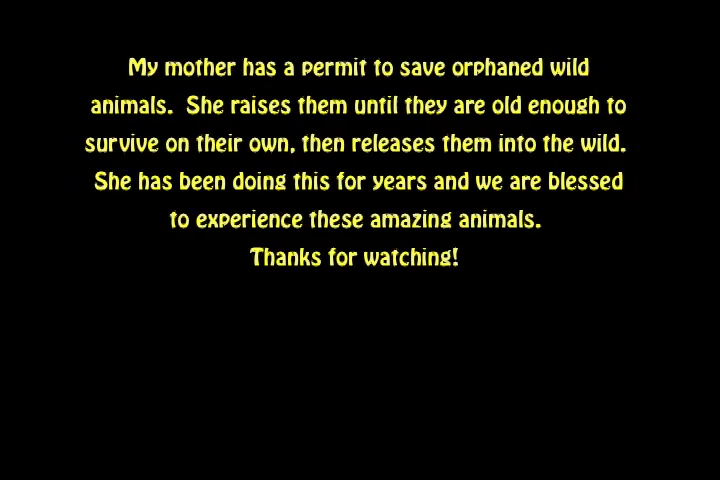 My mother has a permit to save orphaned wild
animals.  She raises them until they are old enough to
survive on their own, then releases them into the wild.
She has been doing this for years and we are blessed
to experience these amazing animals.
Thanks for watching!